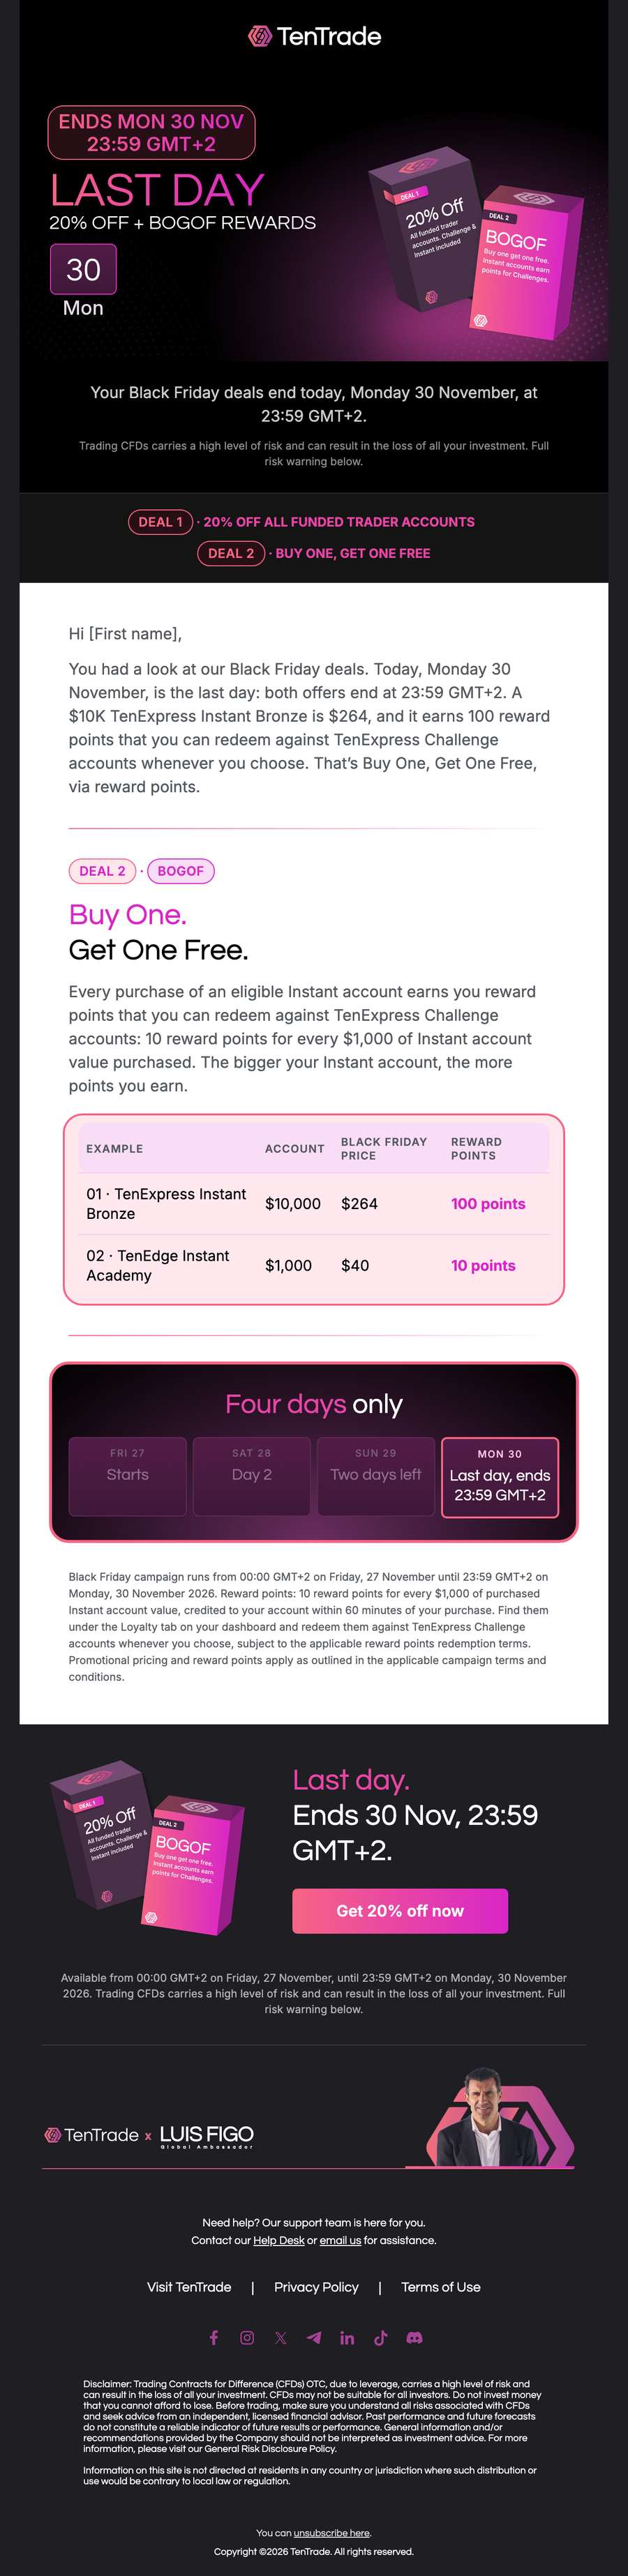 TenTrade
ENDS MON 30 NOV
23:59 GMT+2
LAST DAY
20% OFF + BOGOF REWARDS
30
Mon
DEAL 1
20% Off
All funded trader
accounts. Challenge &
Instant included
DEAL 2
BOGOF
Buy one get one free.
Instant accounts earn
points for Challenges.
Your Black Friday deals end today, Monday 30 November, at
23:59 GMT+2.
Trading CFDs carries a high level of risk and can result in the loss of all your investment. Full
risk warning below.
DEAL 1 · 20% OFF ALL FUNDED TRADER ACCOUNTS
DEAL 2 · BUY ONE, GET ONE FREE
Hi [First name],
You had a look at our Black Friday deals. Today, Monday 30
November, is the last day: both offers end at 23:59 GMT+2. A
$10K TenExpress Instant Bronze is $264, and it earns 100 reward
points that you can redeem against TenExpress Challenge
accounts whenever you choose. That’s Buy One, Get One Free,
via reward points.
DEAL 2 · BOGOF
Buy One.
Get One Free.
Every purchase of an eligible Instant account earns you reward
points that you can redeem against TenExpress Challenge
accounts: 10 reward points for every $1,000 of Instant account
value purchased. The bigger your Instant account, the more
points you earn.
EXAMPLE ACCOUNT BLACK FRIDAY PRICE REWARD POINTS
01 · TenExpress Instant Bronze $10,000 $264 100 points
02 · TenEdge Instant Academy $1,000 $40 10 points
Four days only
FRI 27
Starts
SAT 28
Day 2
SUN 29
Two days left
MON 30
Last day, ends
23:59 GMT+2
Black Friday campaign runs from 00:00 GMT+2 on Friday, 27 November until 23:59 GMT+2 on
Monday, 30 November 2026. Reward points: 10 reward points for every $1,000 of purchased
Instant account value, credited to your account within 60 minutes of your purchase. Find them
under the Loyalty tab on your dashboard and redeem them against TenExpress Challenge
accounts whenever you choose, subject to the applicable reward points redemption terms.
Promotional pricing and reward points apply as outlined in the applicable campaign terms and
conditions.
DEAL 1
20% Off
All funded trader
accounts. Challenge &
Instant included
DEAL 2
BOGOF
Buy one get one free.
Instant accounts earn
points for Challenges.
Last day.
Ends 30 Nov, 23:59
GMT+2.
Get 20% off now
Available from 00:00 GMT+2 on Friday, 27 November, until 23:59 GMT+2 on Monday, 30 November
2026. Trading CFDs carries a high level of risk and can result in the loss of all your investment. Full
risk warning below.
TenTrade x LUIS FIGO
Global Ambassador
Need help? Our support team is here for you.
Contact our Help Desk or email us for assistance.
Visit TenTrade | Privacy Policy | Terms of Use
Disclaimer: Trading Contracts for Difference (CFDs) OTC, due to leverage, carries a high level of risk and
can result in the loss of all your investment. CFDs may not be suitable for all investors. Do not invest money
that you cannot afford to lose. Before trading, make sure you understand all risks associated with CFDs
and seek advice from an independent, licensed financial advisor. Past performance and future forecasts
do not constitute a reliable indicator of future results or performance. General information and/or
recommendations provided by the Company should not be interpreted as investment advice. For more
information, please visit our General Risk Disclosure Policy.
Information on this site is not directed at residents in any country or jurisdiction where such distribution or
use would be contrary to local law or regulation.
You can unsubscribe here.
Copyright ©2026 TenTrade. All rights reserved.